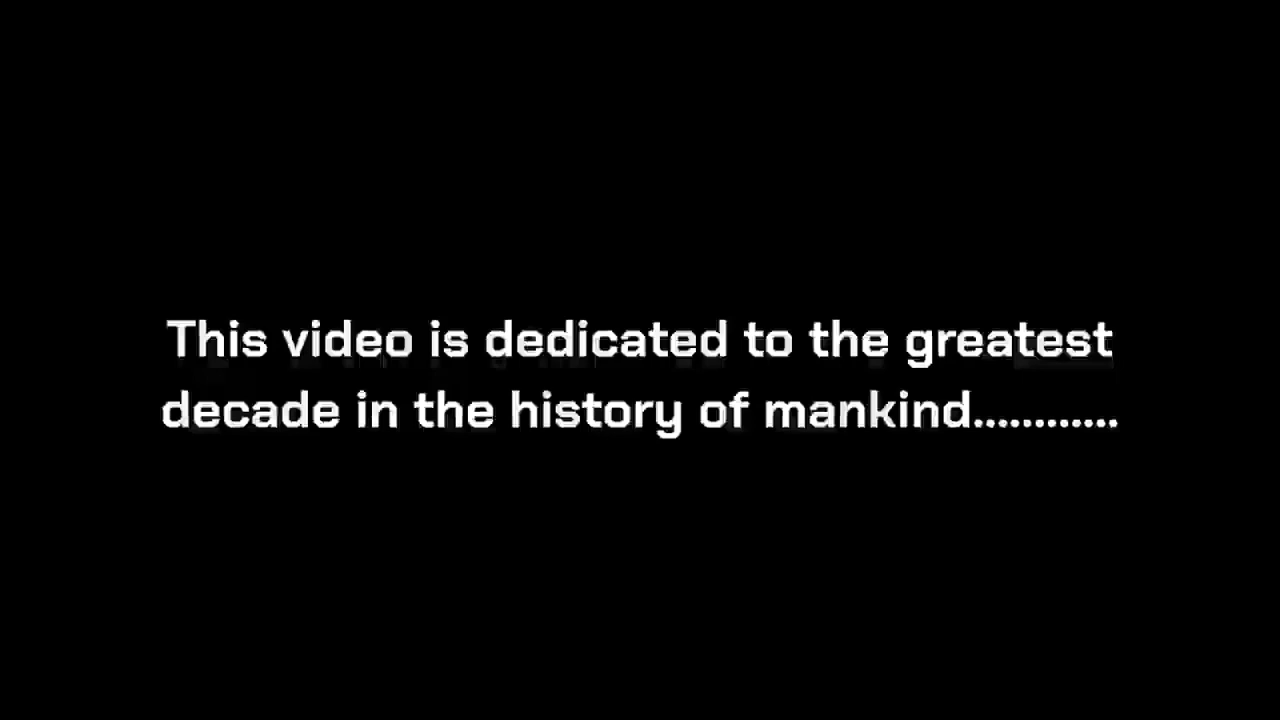 This video is dedicated to the greatest
decade in the history of mankind............